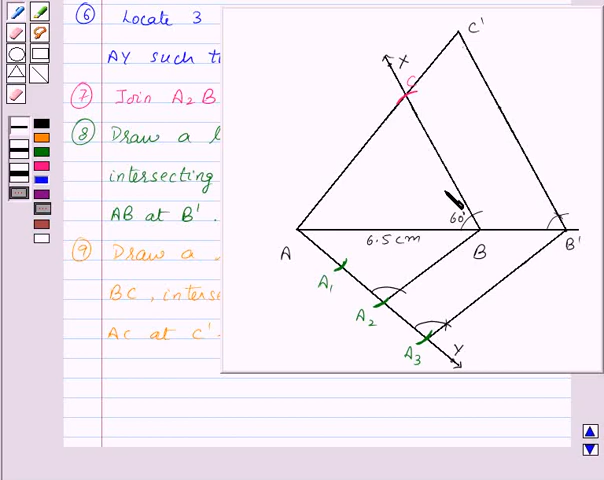 6 Locate 3
AY such t
7 Join A2 B
8 Draw a l
intersecting
AB at B'.
9 Draw a
BC, inters
AC at C'
C'
X
C
60°
A
6.5 cm
B
B'
A1
A2
A3
Y